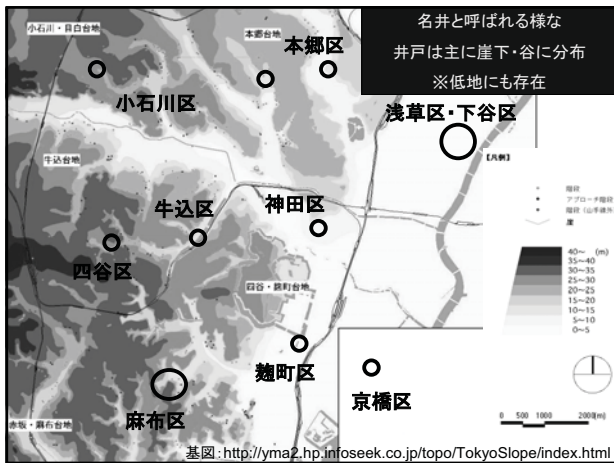 名井と呼ばれる様な
井戸は主に崖下・谷に分布
※低地にも存在
小石川・目白台地
本郷台地
本郷区
小石川区
浅草区・下谷区
【凡例】
階段
アプローチ階段
階段(山手線外
崖
牛込台地
牛込区
神田区
四谷区
四谷・麹町台地
40~ (m)
35~40
30~35
25~30
20~25
15~20
10~15
5~10
0~5
麹町区
京橋区
麻布区
赤坂・麻布台地
0 500 1000 2000(m)
基図:http://yma2.hp.infoseek.co.jp/topo/TokyoSlope/index.html